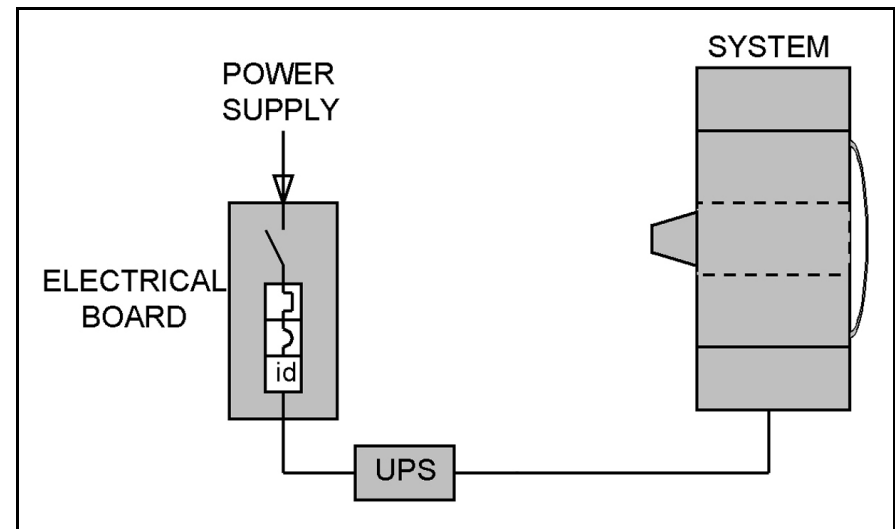 SYSTEM
POWER
SUPPLY
ELECTRICAL
BOARD
id
UPS